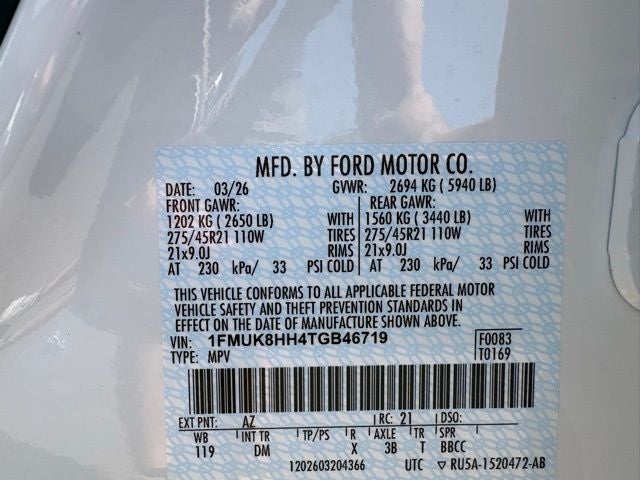 MFD. BY FORD MOTOR CO.
DATE: 03/26 GVWR: 2694 KG ( 5940 LB)
FRONT GAWR: REAR GAWR:
1202 KG ( 2650 LB) WITH 1560 KG ( 3440 LB) WITH
275/45R21 110W TIRES 275/45R21 110W TIRES
21x9.0J RIMS 21x9.0J RIMS
AT 230 kPa/ 33 PSI COLD AT 230 kPa/ 33 PSI COLD
THIS VEHICLE CONFORMS TO ALL APPLICABLE FEDERAL MOTOR
VEHICLE SAFETY AND THEFT PREVENTION STANDARDS IN
EFFECT ON THE DATE OF MANUFACTURE SHOWN ABOVE.
VIN: 1FMUK8HH4TGB46719 F0083
TYPE: MPV T0169
EXT PNT: AZ RC: 21 DSO:
WB INT TR TP/PS R AXLE TR SPR
119 DM X 3B T BBCC
1202603204366 UTC ▽ RU5A-1520472-AB